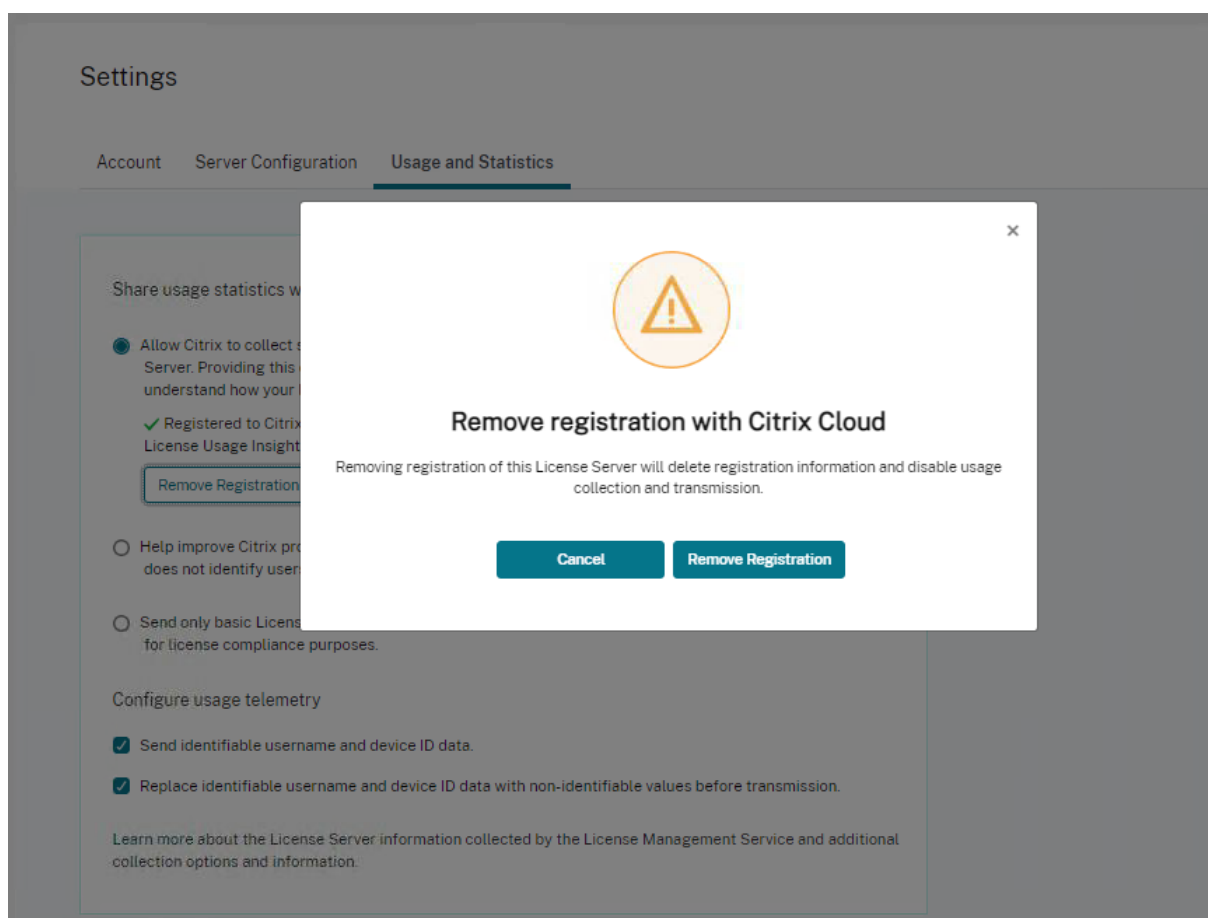 Settings
Account Server Configuration Usage and Statistics
Share usage statistics w
Allow Citrix to collect s
Server. Providing this
understand how your
Registered to Citrix
License Usage Insight
Remove Registration
Help improve Citrix pro
does not identify user
Send only basic Licens
for license compliance purposes.
Configure usage telemetry
Send identifiable username and device ID data.
Replace identifiable username and device ID data with non-identifiable values before transmission.
Learn more about the License Server information collected by the License Management Service and additional
collection options and information.
×
Remove registration with Citrix Cloud
Removing registration of this License Server will delete registration information and disable usage
collection and transmission.
Cancel Remove Registration